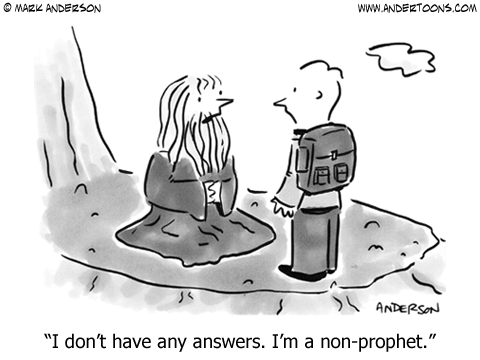 © MARK ANDERSON
WWW.ANDERTOONS.COM
ANDERSON
“I don’t have any answers. I’m a non-prophet.”